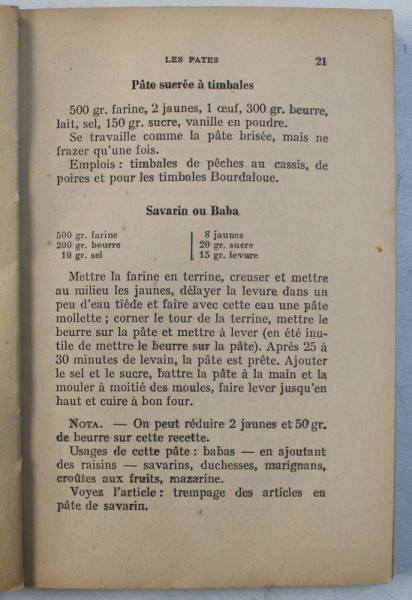 LES PATES 21
Pâte sucrée à timbales
500 gr. farine, 2 jaunes, 1 œuf, 300 gr. beurre,
lait, sel, 150 gr. sucre, vanille en poudre.
Se travaille comme la pâte brisée, mais ne
frazer qu'une fois.
Emplois : timbales de pêches au cassis, de
poires et pour les timbales Bourdaloue.
Savarin ou Baba
500 gr. farine
200 gr. beurre
10 gr. sel
8 jaunes
20 gr. sucre
15 gr. levure
Mettre la farine en terrine, creuser et mettre
au milieu les jaunes, délayer la levure dans un
peu d'eau tiède et faire avec cette eau une pâte
mollette ; corner le tour de la terrine, mettre le
beurre sur la pâte et mettre à lever (en été inu-
tile de mettre le beurre sur la pâte). Après 25 à
30 minutes de levain, la pâte est prête. Ajouter
le sel et le sucre, battre la pâte à la main et la
mouler à moitié des moules, faire lever jusqu'en
haut et cuire à bon four.
NOTA. — On peut réduire 2 jaunes et 50 gr.
de beurre sur cette recette.
Usages de cette pâte : babas — en ajoutant
des raisins — savarins, duchesses, marignans,
croûtes aux fruits, mazarine.
Voyez l'article : trempage des articles en
pâte de savarin.